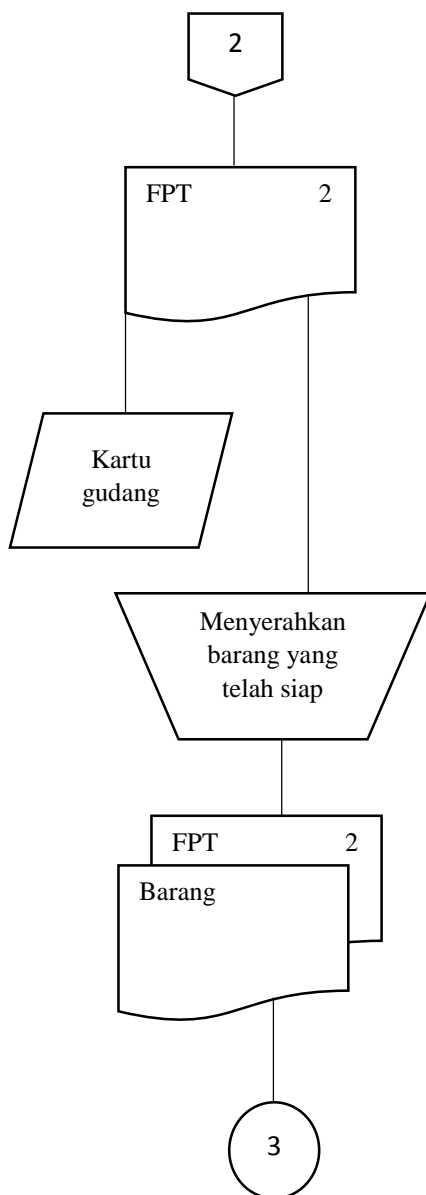 2
FPT 2
Kartu
gudang
Menyerahkan
barang yang
telah siap
FPT 2
Barang
3